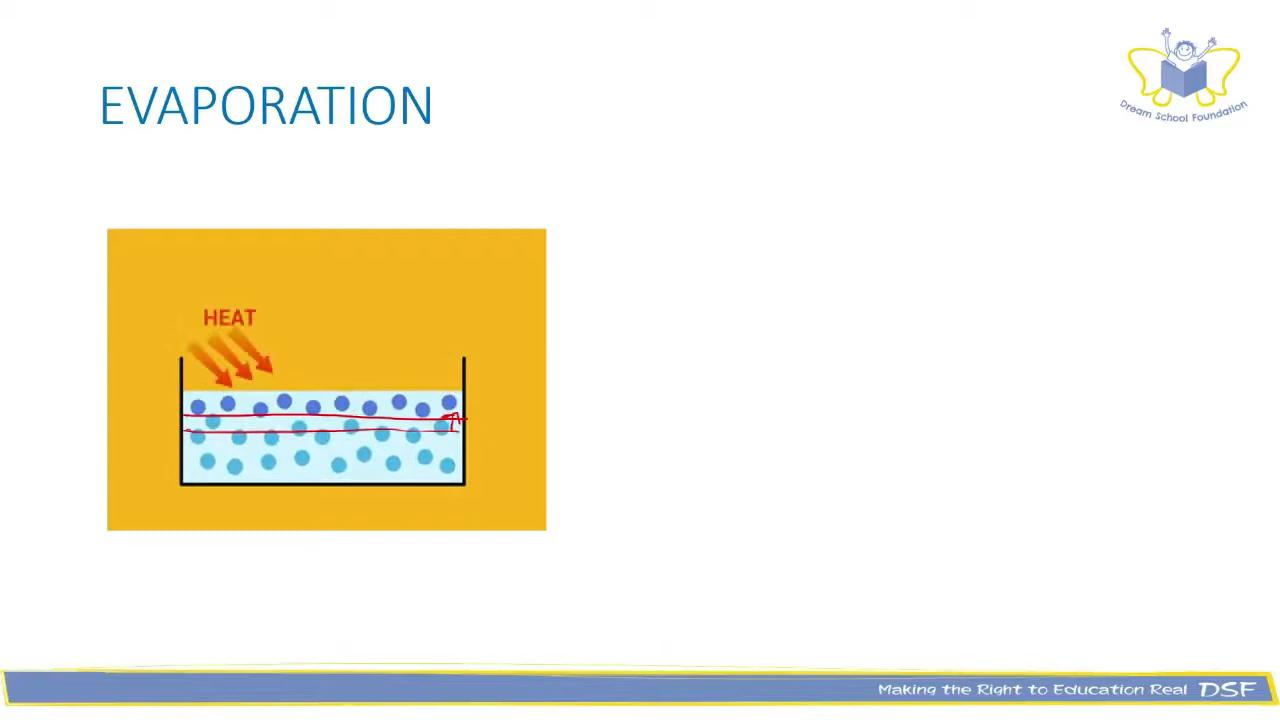 EVAPORATION
Dream School Foundation
HEAT
Making the Right to Education Real DSF